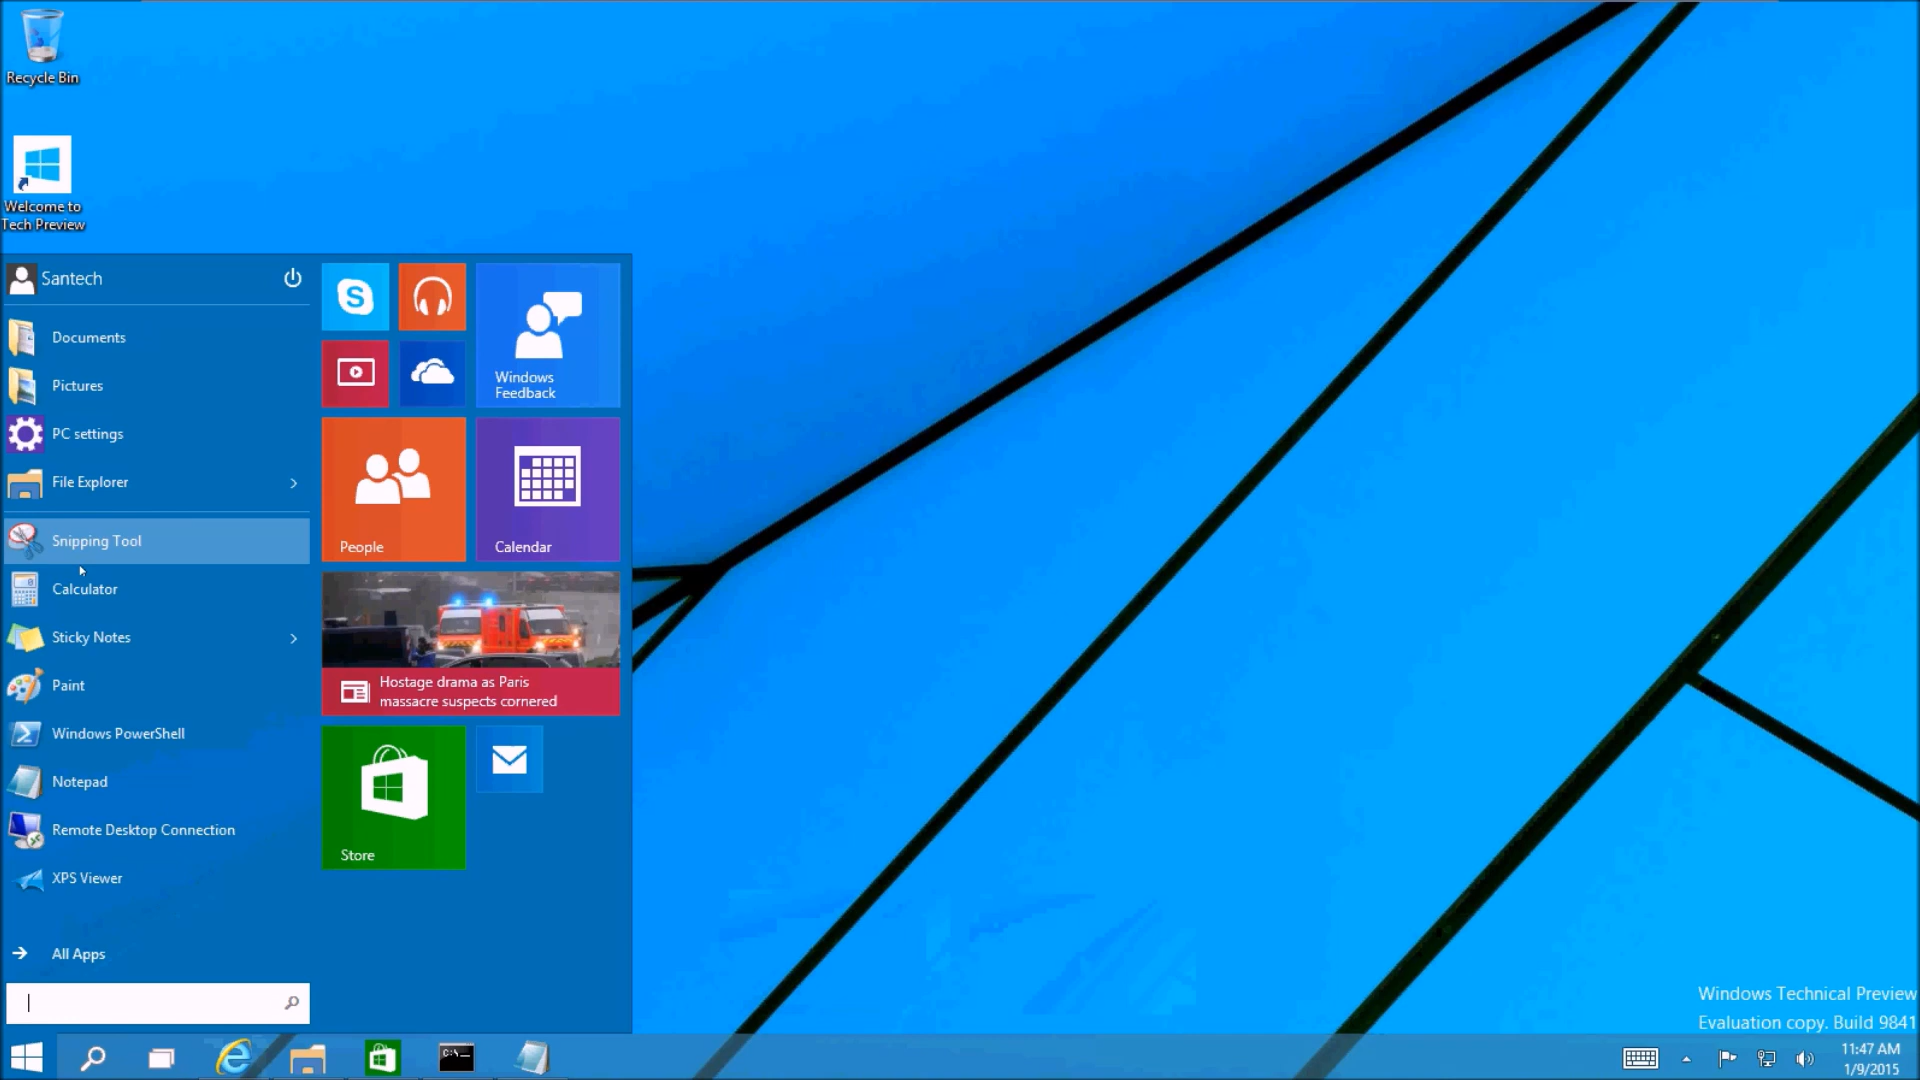 Recycle Bin
Welcome to
Tech Preview
Santech
Documents
Pictures
PC settings
File Explorer
Snipping Tool
Calculator
Sticky Notes
Paint
Windows PowerShell
Notepad
Remote Desktop Connection
XPS Viewer
All Apps
S
Windows
Feedback
People
Calendar
Hostage drama as Paris
massacre suspects cornered
Store
C:\
Windows Technical Preview
Evaluation copy. Build 9841
11:47 AM
1/9/2015